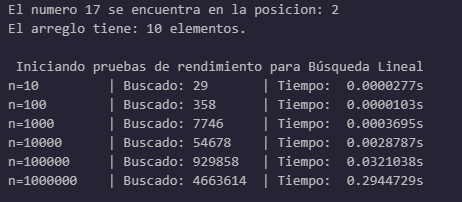 El numero 17 se encuentra en la posicion: 2
El arreglo tiene: 10 elementos.
Iniciando pruebas de rendimiento para Búsqueda Lineal
n=10 | Buscado: 29 | Tiempo: 0.0000277s
n=100 | Buscado: 358 | Tiempo: 0.0000103s
n=1000 | Buscado: 7746 | Tiempo: 0.0003695s
n=10000 | Buscado: 54678 | Tiempo: 0.0028787s
n=100000 | Buscado: 929858 | Tiempo: 0.0321038s
n=1000000 | Buscado: 4663614 | Tiempo: 0.2944729s